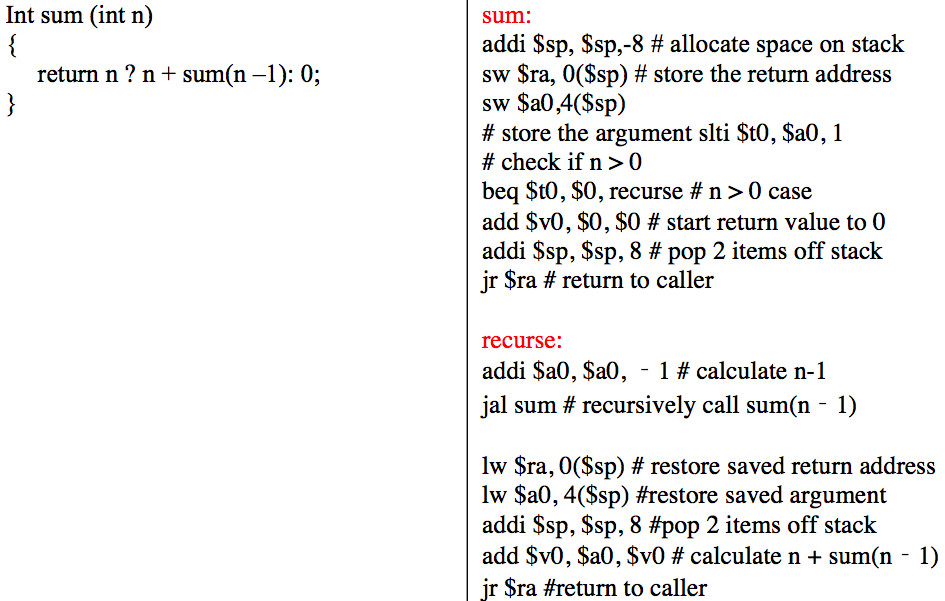 Int sum (int n)
{
return n ? n + sum(n –1): 0;
}
sum:
addi $sp, $sp,-8 # allocate space on stack
sw $ra, 0($sp) # store the return address
sw $a0,4($sp)
# store the argument slti $t0, $a0, 1
# check if n > 0
beq $t0, $0, recurse # n > 0 case
add $v0, $0, $0 # start return value to 0
addi $sp, $sp, 8 # pop 2 items off stack
jr $ra # return to caller
recurse:
addi $a0, $a0, - 1 # calculate n-1
jal sum # recursively call sum(n - 1)
lw $ra, 0($sp) # restore saved return address
lw $a0, 4($sp) #restore saved argument
addi $sp, $sp, 8 #pop 2 items off stack
add $v0, $a0, $v0 # calculate n + sum(n - 1)
jr $ra #return to caller